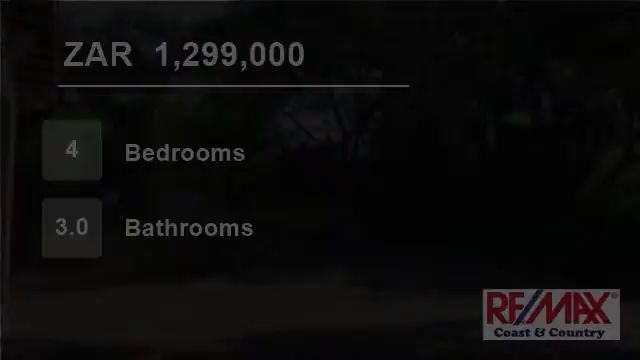 ZAR 1,299,000
4
Bedrooms
3.0
Bathrooms
RE/MAX®
Coast & Country